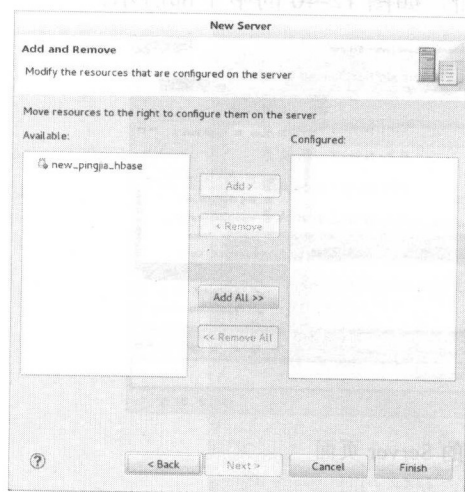 New Server
Add and Remove
Modify the resources that are configured on the server
Move resources to the right to configure them on the server
Available:
Configured:
new_pingjia_hbase
Add >
< Remove
Add All >>
<< Remove All
?
< Back
Next >
Cancel
Finish